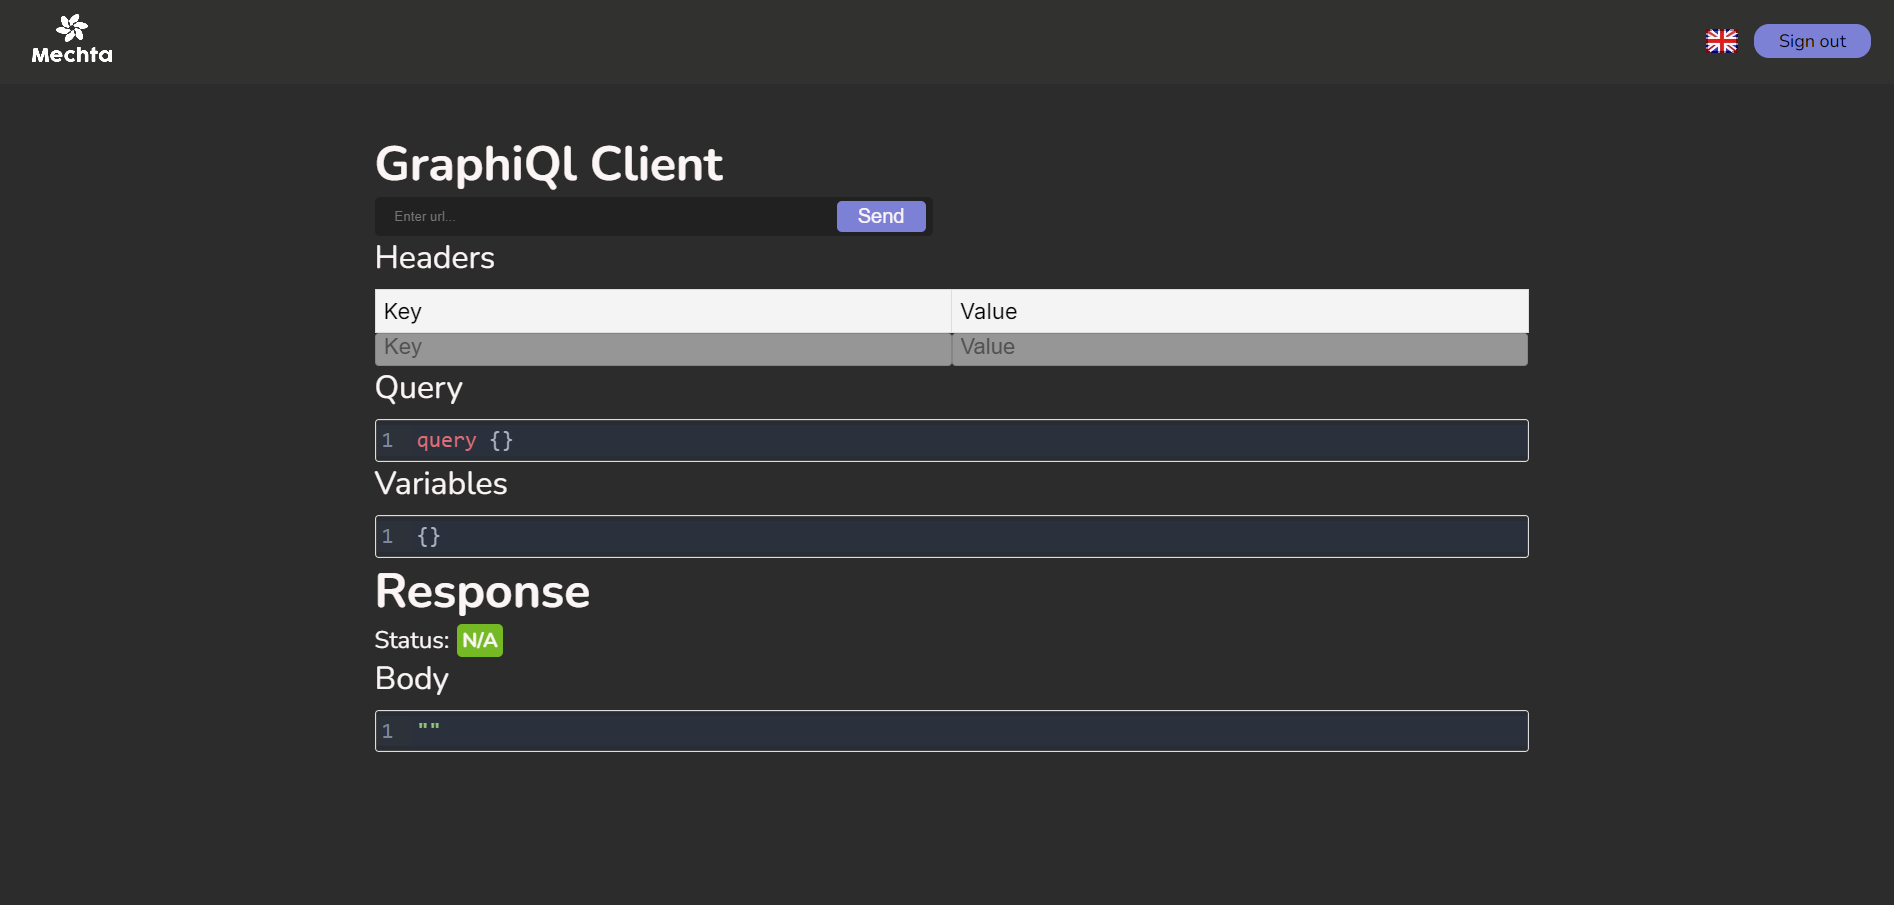 Mechta
Sign out
GraphiQl Client
Enter url...
Send
Headers
Key Value
Key Value
Query
1 query {}
Variables
1 {}
Response
Status: N/A
Body
1 ""